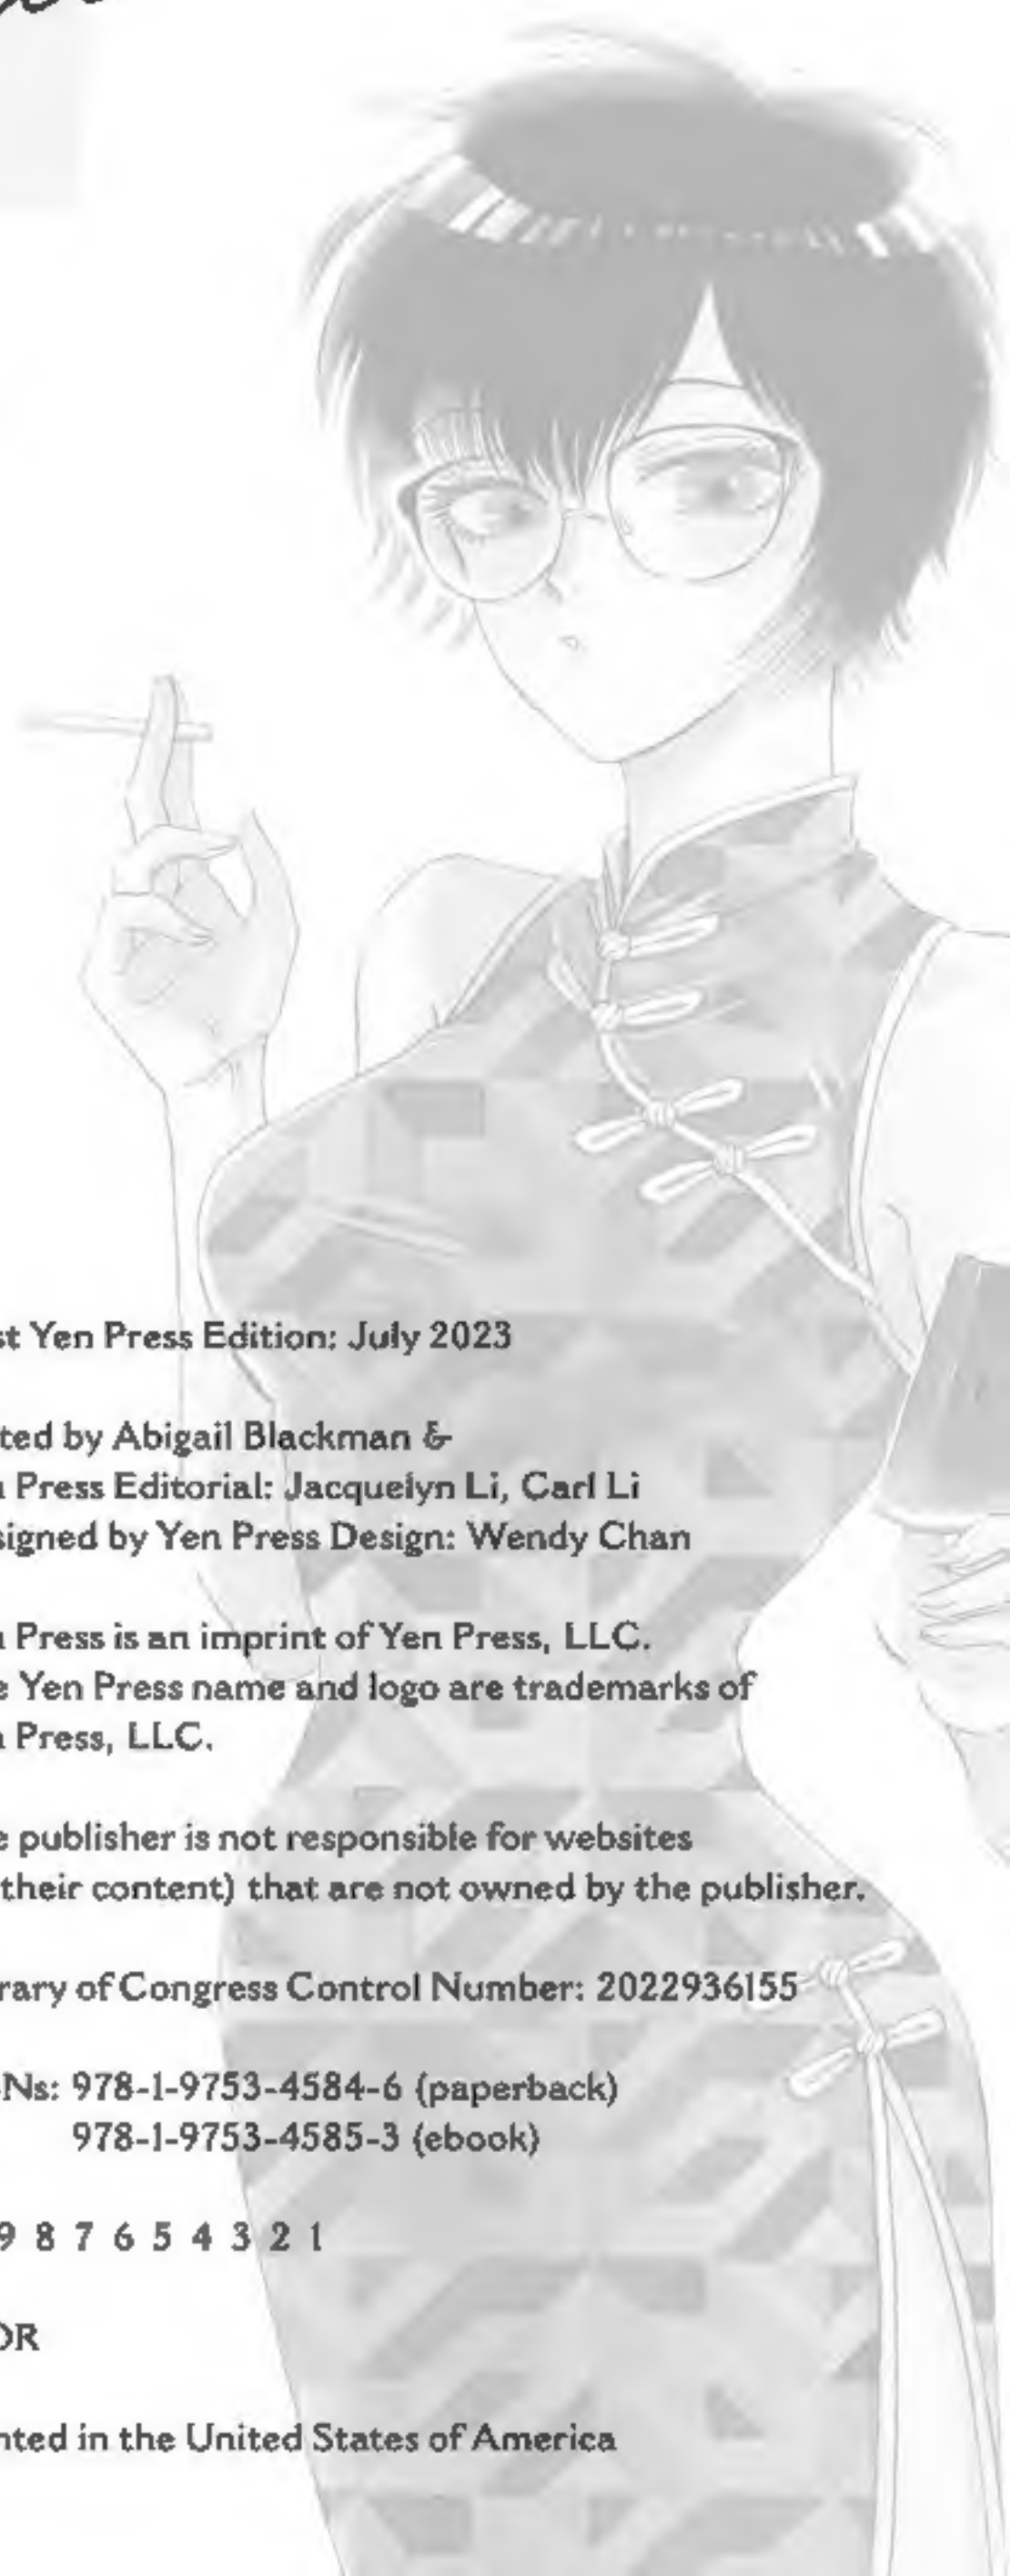 st Yen Press Edition: July 2023
ted by Abigail Blackman &
Press Editorial: Jacquelyn Li, Carl Li
signed by Yen Press Design: Wendy Chan
Press is an imprint of Yen Press, LLC.
e Yen Press name and logo are trademarks of
Press, LLC.
e publisher is not responsible for websites
their content) that are not owned by the publisher.
rary of Congress Control Number: 2022936155
Ns: 978-1-9753-4584-6 (paperback)
978-1-9753-4585-3 (ebook)
9 8 7 6 5 4 3 2 1
OR
nted in the United States of America